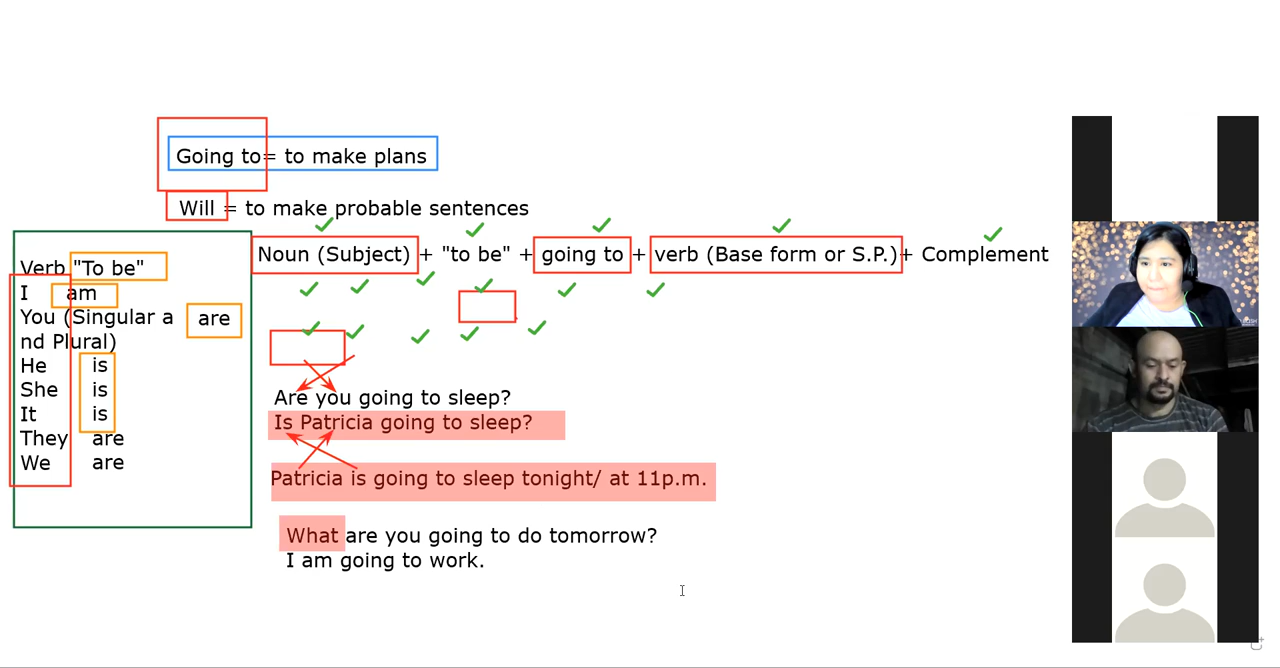 Going to= to make plans
Will = to make probable sentences
Noun (Subject) + "to be" + going to + verb (Base form or S.P.)+ Complement
Verb "To be"
I am
You (Singular a are
nd Plural)
He is
She is
It is
They are
We are
Are you going to sleep?
Is Patricia going to sleep?
Patricia is going to sleep tonight/ at 11p.m.
What are you going to do tomorrow?
I am going to work.